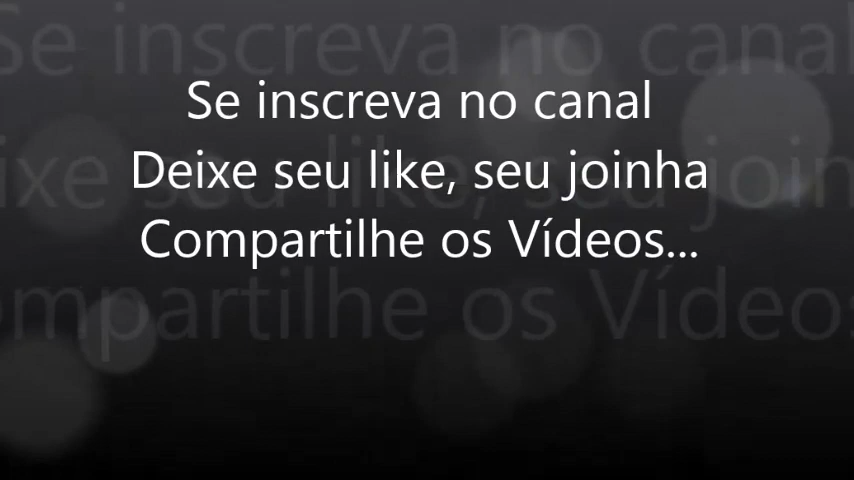 Se inscreva no canal
Deixe seu like, seu joinha
Compartilhe os Vídeos...